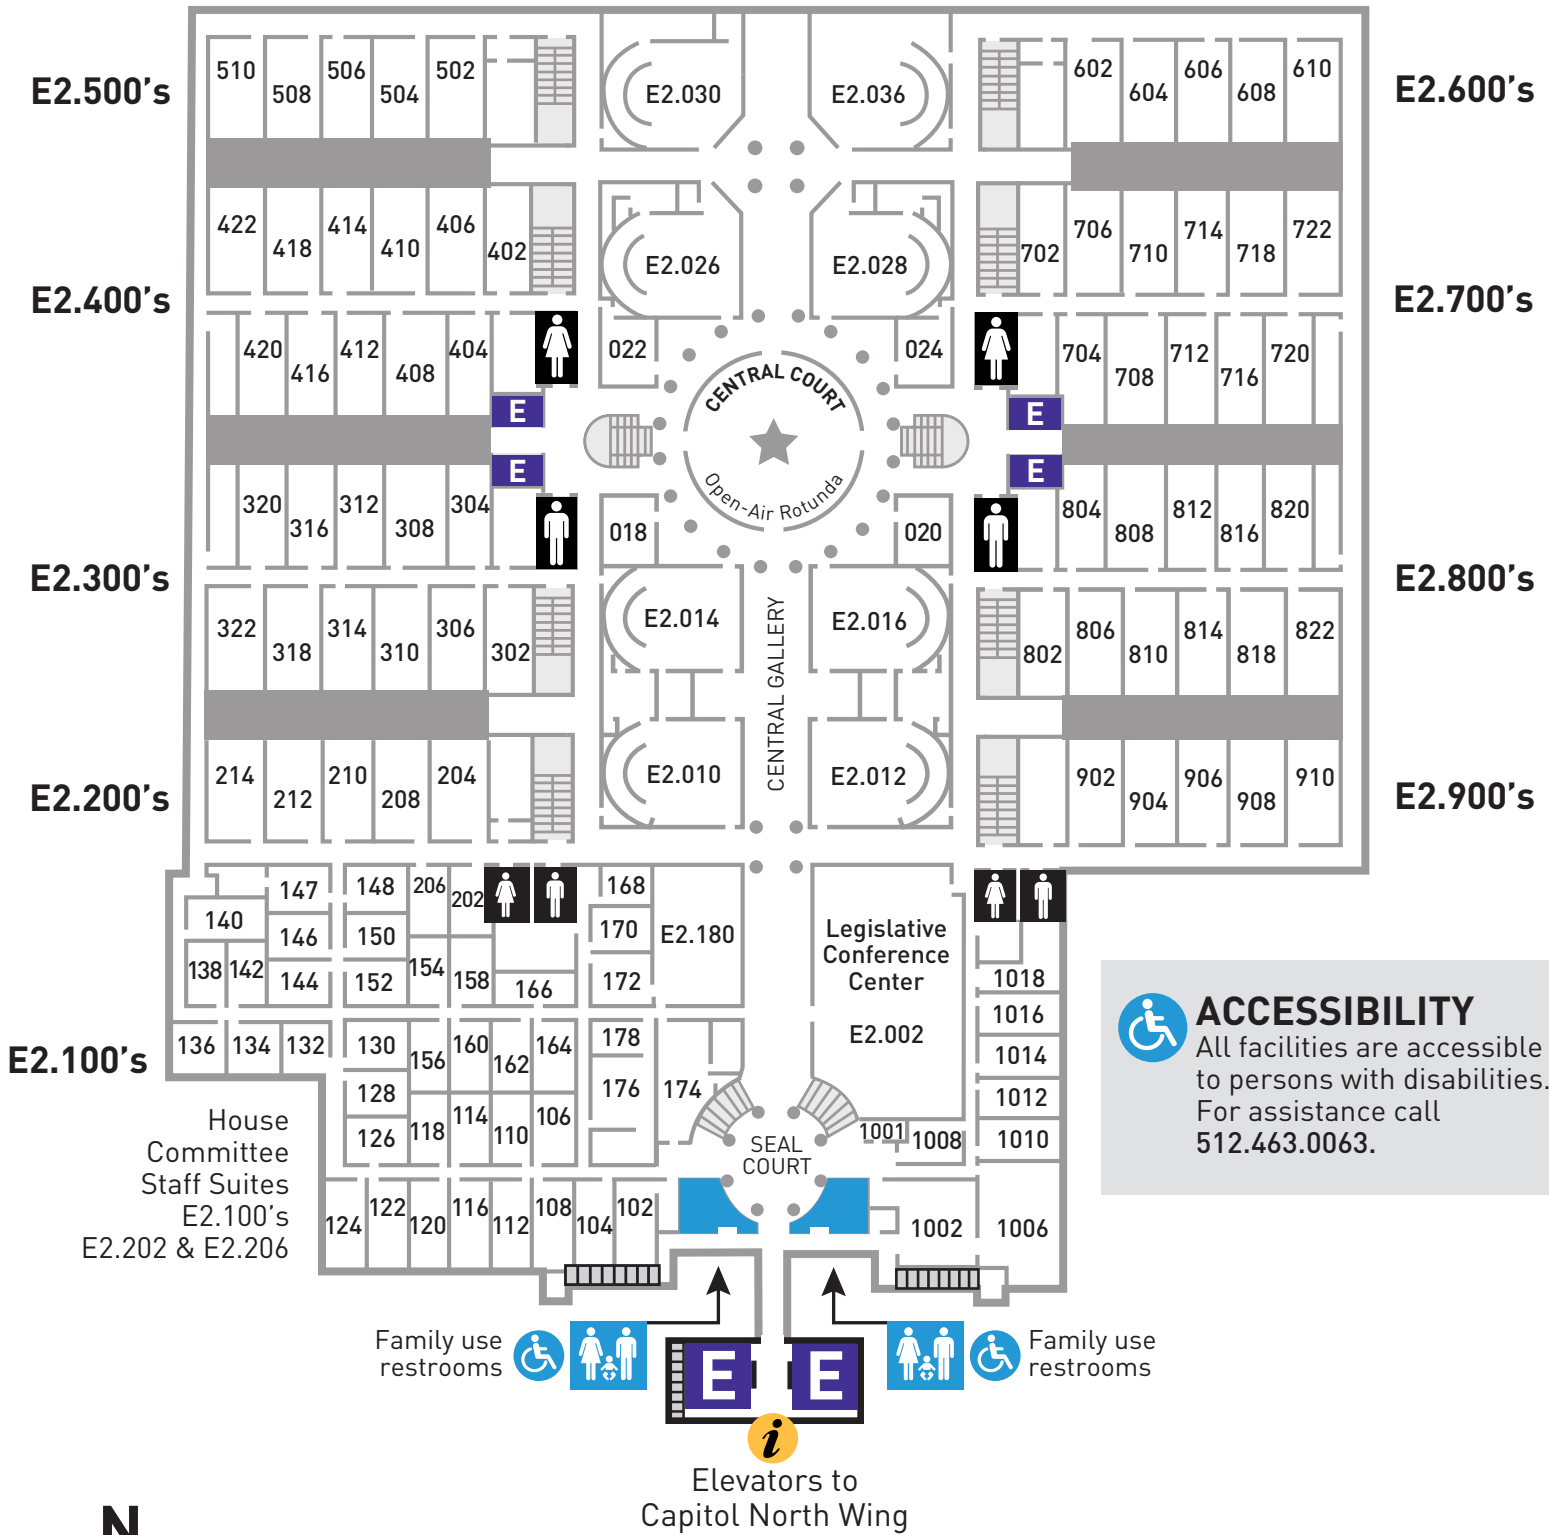 510
508
506
504
502
E2.030
E2.036
602
604
606
608
610
E2.500's
E2.600's
422
418
414
410
406
402
E2.026
E2.028
702
706
710
714
718
722
E2.400's
E2.700's
420
416
412
408
404
022
024
704
708
712
716
720
E
E
CENTRAL COURT
Open-Air Rotunda
E
E
320
316
312
308
304
018
020
804
808
812
816
820
E2.300's
E2.800's
322
318
314
310
306
302
E2.014
E2.016
802
806
810
814
818
822
CENTRAL GALLERY
214
212
210
208
204
E2.010
E2.012
902
904
906
908
910
E2.200's
E2.900's
147
148
206
202
168
140
146
150
170
E2.180
138
142
144
152
154
158
166
172
Legislative
Conference
Center
E2.002
1018
1016
1014
1012
1010
136
134
132
130
156
160
162
164
178
E2.100's
128
176
174
126
118
114
110
106
1001
1008
SEAL
COURT
124
122
120
116
112
108
104
102
1002
1006
House
Committee
Staff Suites
E2.100's
E2.202 & E2.206
ACCESSIBILITY
All facilities are accessible
to persons with disabilities.
For assistance call
512.463.0063.
Family use
restrooms
E
E
Family use
restrooms
i
Elevators to
Capitol North Wing
N